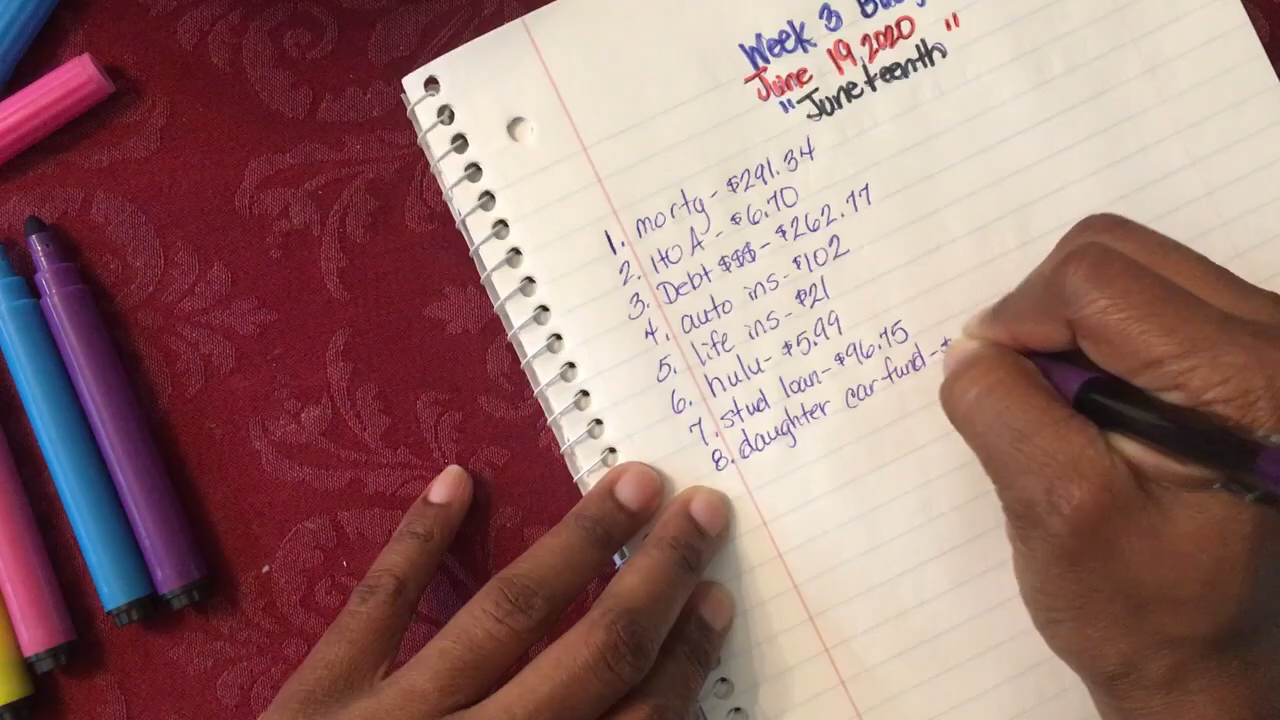 Week 3
June 19, 2020 "
"Juneteenth
1. mortg- $291.34
2. HOA - $6.70
3. Debt $$$- $262.77
4. auto ins- $102
5. life ins- $21
6. hulu- $5.99
7. stud loan- $96.75
8. daughter car fund-$